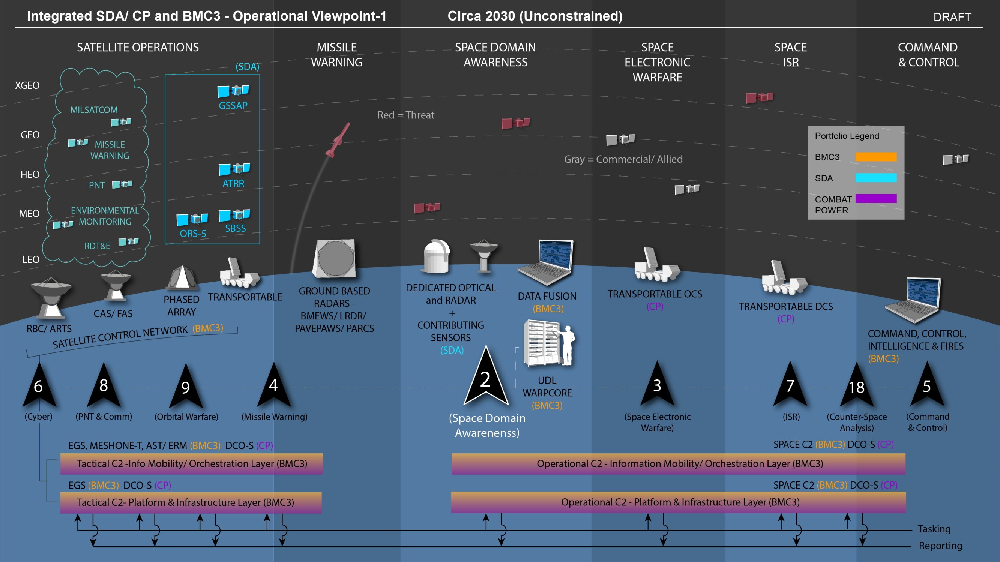 Integrated SDA/ CP and BMC3 - Operational Viewpoint-1
Circa 2030 (Unconstrained)
DRAFT
SATELLITE OPERATIONS
MISSILE
WARNING
SPACE DOMAIN
AWARENESS
SPACE
ELECTRONIC
WARFARE
SPACE
ISR
COMMAND
& CONTROL
XGEO
GEO
HEO
MEO
LEO
MILSATCOM
MISSILE
WARNING
PNT
ENVIRONMENTAL
MONITORING
RDT&E
(SDA)
GSSAP
ATRR
ORS-5
SBSS
Red = Threat
Gray = Commercial/ Allied
Portfolio Legend
BMC3
SDA
COMBAT
POWER
RBC/ ARTS
CAS/ FAS
PHASED
ARRAY
TRANSPORTABLE
SATELLITE CONTROL NETWORK (BMC3)
GROUND BASED
RADARS -
BMEWS/ LRDR/
PAVEPAWS/ PARCS
DEDICATED OPTICAL
and RADAR
+
CONTRIBUTING
SENSORS
(SDA)
DATA FUSION
(BMC3)
UDL
WARPCORE
(BMC3)
TRANSPORTABLE OCS
(CP)
TRANSPORTABLE DCS
(CP)
COMMAND, CONTROL,
INTELLIGENCE & FIRES
(BMC3)
6
(Cyber)
8
(PNT & Comm)
9
(Orbital Warfare)
4
(Missile Warning)
2
(Space Domain
Awarenenss)
3
(Space Electronic
Warfare)
7
(ISR)
18
(Counter-Space
Analysis)
5
(Command
& Control)
EGS, MESHONE-T, AST/ ERM (BMC3) DCO-S (CP)
Tactical C2 -Info Mobility/ Orchestration Layer (BMC3)
EGS (BMC3) DCO-S (CP)
Tactical C2- Platform & Infrastructure Layer (BMC3)
SPACE C2 (BMC3) DCO-S (CP)
Operational C2 - Information Mobility/ Orchestration Layer (BMC3)
SPACE C2 (BMC3) DCO-S (CP)
Operational C2 - Platform & Infrastructure Layer (BMC3)
Tasking
Reporting